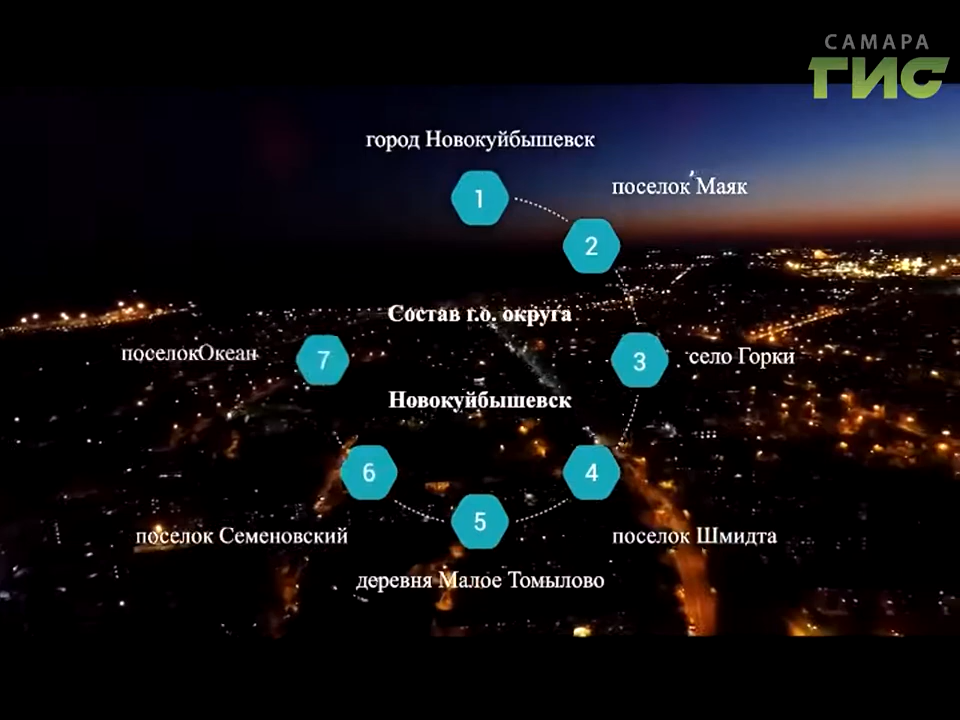 САМАРА
ГИС
город Новокуйбышевск
1
поселок Маяк
2
Состав г.о. округа
поселокОкеан
7
3
село Горки
Новокуйбышевск
6
4
5
поселок Семеновский
поселок Шмидта
деревня Малое Томылово